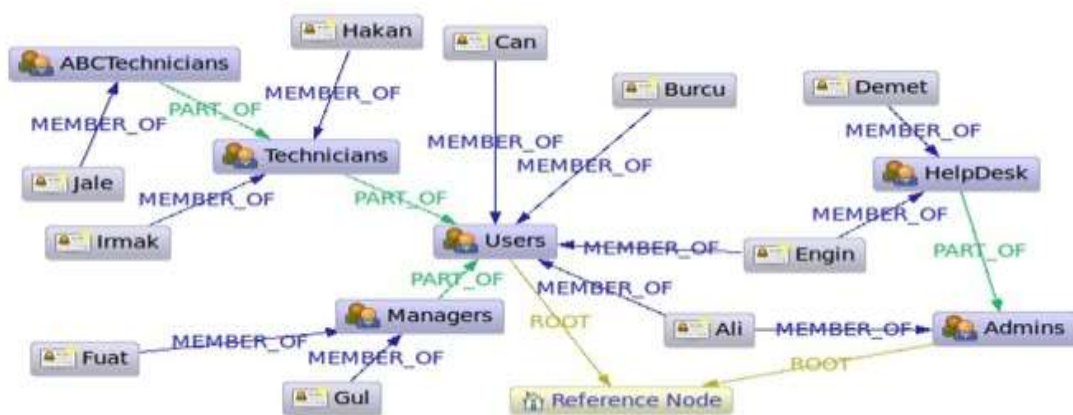 Hakan
Can
ABCTechnicians
Burcu
Demet
PART_OF
MEMBER_OF
MEMBER_OF
MEMBER_OF
MEMBER_OF
Technicians
MEMBER_OF
HelpDesk
Jale
MEMBER_OF
PART_OF
MEMBER_OF
Irmak
Users
MEMBER_OF
Engin
PART_OF
PART_OF
MEMBER_OF
Managers
ROOT
Ali
MEMBER_OF
Admins
Fuat
MEMBER_OF
MEMBER_OF
ROOT
Gul
Reference Node